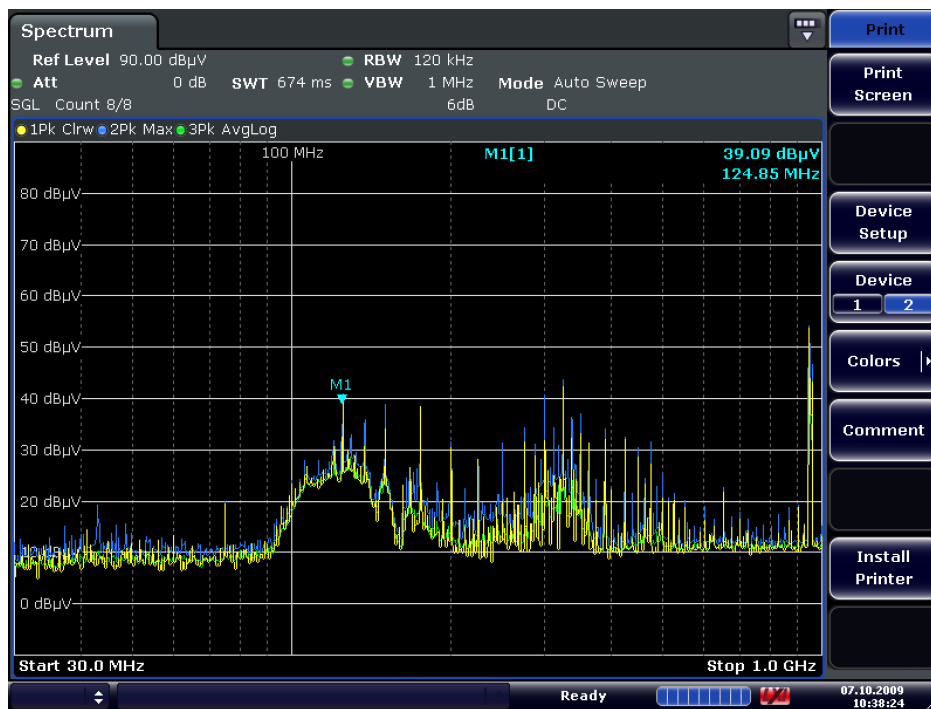 Spectrum
Ref Level 90.00 dBµV RBW 120 kHz
Att 0 dB SWT 674 ms VBW 1 MHz Mode Auto Sweep
SGL Count 8/8 6dB DC
1Pk Clrw 2Pk Max 3Pk AvgLog
100 MHz M1[1] 39.09 dBµV
124.85 MHz
80 dBµV
70 dBµV
60 dBµV
50 dBµV
M1
40 dBµV
30 dBµV
20 dBµV
0 dBµV
Start 30.0 MHz Stop 1.0 GHz
Ready
07.10.2009
10:38:24
Print
Print
Screen
Device
Setup
Device
1 2
Colors
Comment
Install
Printer